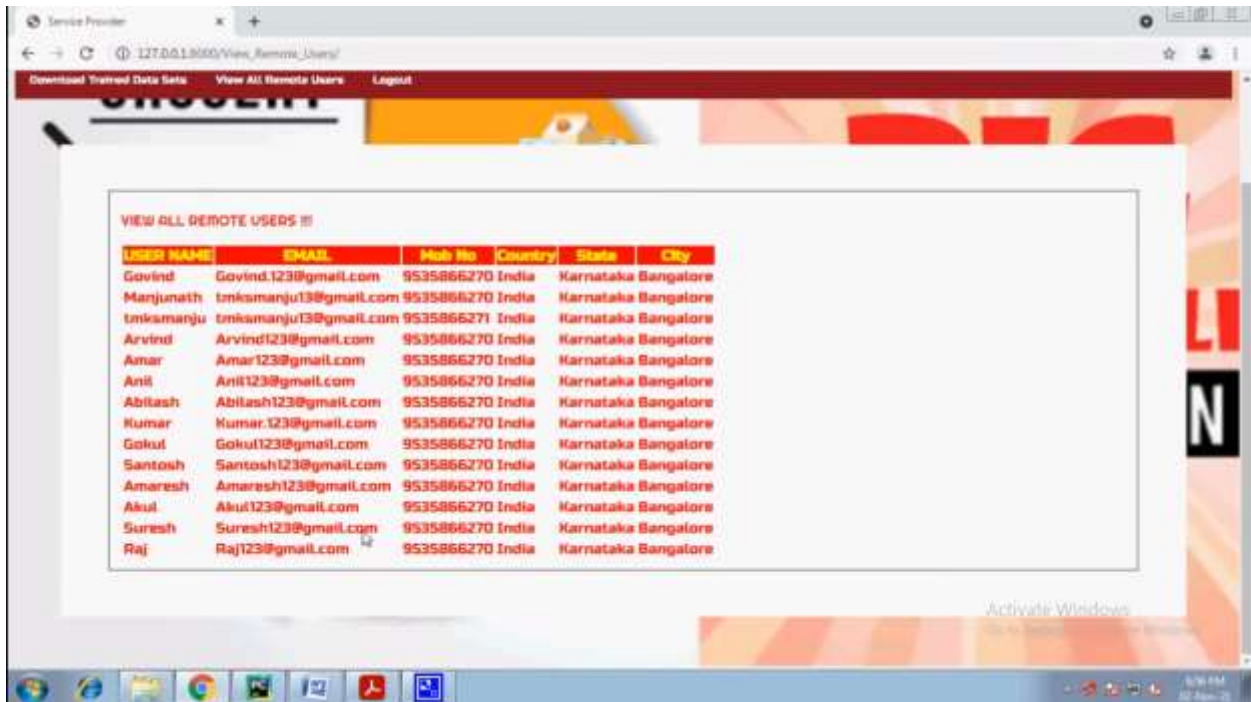 Service Provider
127.0.0.1:8000/View_Remote_Users/
Download Trained Data Sets View All Remote Users Logout
GROCERY
BIG
VIEW ALL REMOTE USERS !!!
USER NAME EMAIL Mob No Country State City
Govind Govind.123@gmail.com 9535866270 India Karnataka Bangalore
Manjunath tmksmanju13@gmail.com 9535866270 India Karnataka Bangalore
tmksmanju tmksmanju13@gmail.com 9535866271 India Karnataka Bangalore
Arvind Arvind123@gmail.com 9535866270 India Karnataka Bangalore
Amar Amar123@gmail.com 9535866270 India Karnataka Bangalore
Anil Anil123@gmail.com 9535866270 India Karnataka Bangalore
Abilash Abilash123@gmail.com 9535866270 India Karnataka Bangalore
Kumar Kumar.123@gmail.com 9535866270 India Karnataka Bangalore
Gokul Gokul123@gmail.com 9535866270 India Karnataka Bangalore
Santosh Santosh123@gmail.com 9535866270 India Karnataka Bangalore
Amaresh Amaresh123@gmail.com 9535866270 India Karnataka Bangalore
Akul Akul123@gmail.com 9535866270 India Karnataka Bangalore
Suresh Suresh123@gmail.com 9535866270 India Karnataka Bangalore
Raj Raj123@gmail.com 9535866270 India Karnataka Bangalore
LI
N
Activate Windows